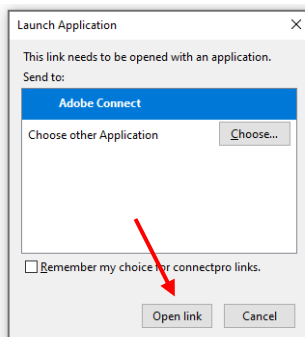 Launch Application
This link needs to be opened with an application.
Send to:
Adobe Connect
Choose other Application
Choose...
Remember my choice for connectpro links.
Open link
Cancel